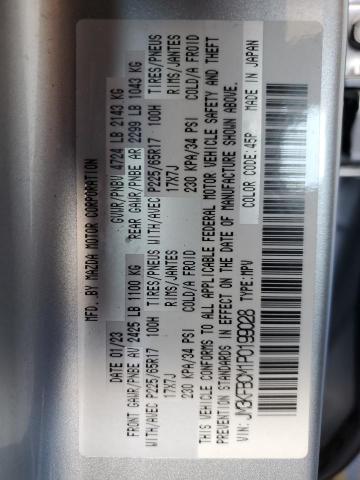 MFD. BY MAZDA MOTOR CORPORATION
DATE 01/23 GVWR/PNBV 4724 LB 2143 KG
FRONT GAWR/PNBE AV 2425 LB 1100 KG REAR GAWR/PNBE AR 2299 LB 1043 KG
WITH/AVEC P225/65R17 100H TIRES/PNEUS WITH/AVEC P225/65R17 100H TIRES/PNEUS
17X7J RIMS/JANTES 17X7J RIMS/JANTES
230 KPA/34 PSI COLD/A FROID 230 KPA/34 PSI COLD/A FROID
THIS VEHICLE CONFORMS TO ALL APPLICABLE FEDERAL MOTOR VEHICLE SAFETY AND THEFT
PREVENTION STANDARDS IN EFFECT ON THE DATE OF MANUFACTURE SHOWN ABOVE.
VIN: JM3KFBCM1P0199028 TYPE: MPV COLOR CODE: 45P MADE IN JAPAN